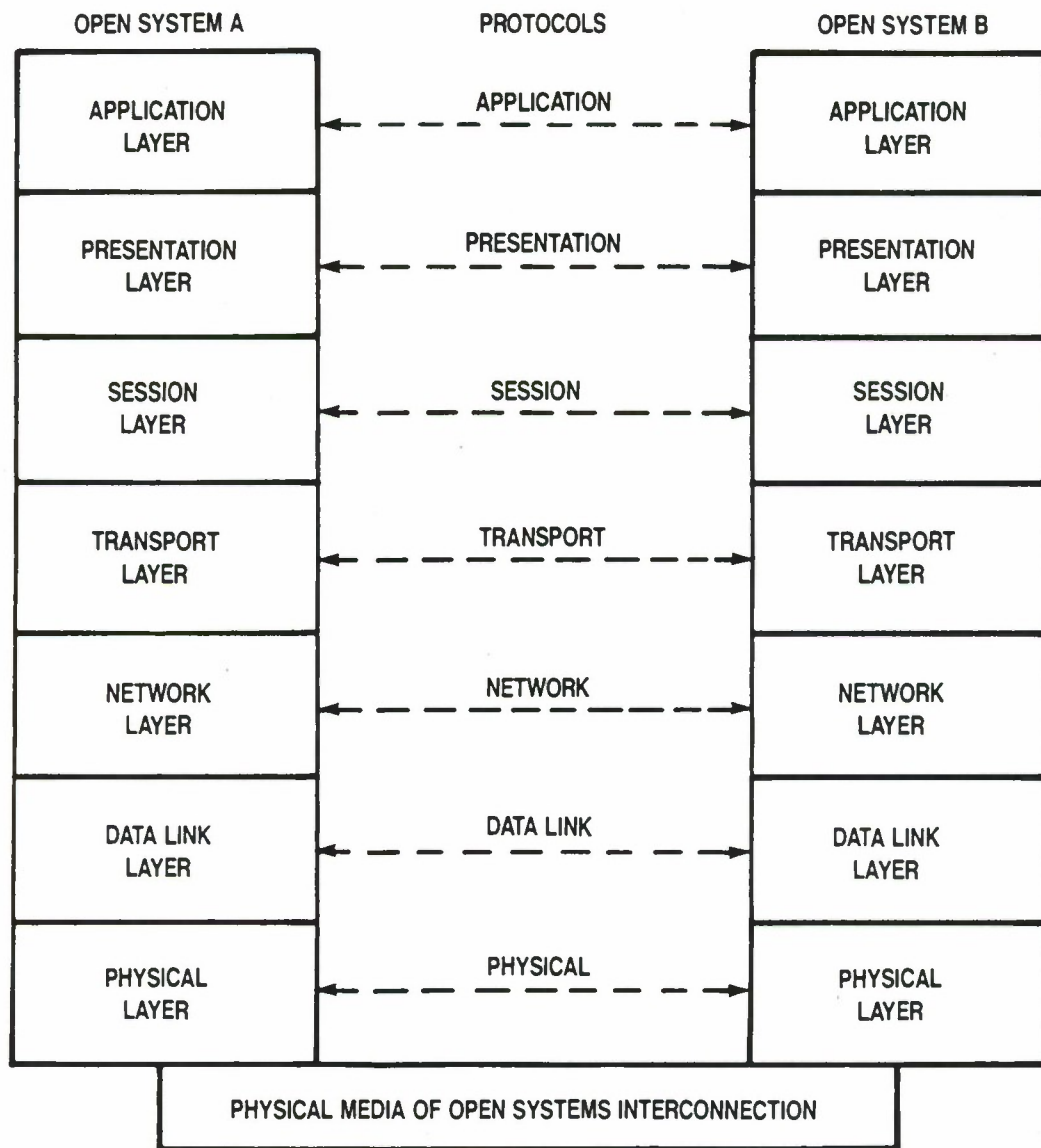 OPEN SYSTEM A
PROTOCOLS
OPEN SYSTEM B
APPLICATION
LAYER
APPLICATION
APPLICATION
LAYER
PRESENTATION
LAYER
PRESENTATION
PRESENTATION
LAYER
SESSION
LAYER
SESSION
SESSION
LAYER
TRANSPORT
LAYER
TRANSPORT
TRANSPORT
LAYER
NETWORK
LAYER
NETWORK
NETWORK
LAYER
DATA LINK
LAYER
DATA LINK
DATA LINK
LAYER
PHYSICAL
LAYER
PHYSICAL
PHYSICAL
LAYER
PHYSICAL MEDIA OF OPEN SYSTEMS INTERCONNECTION